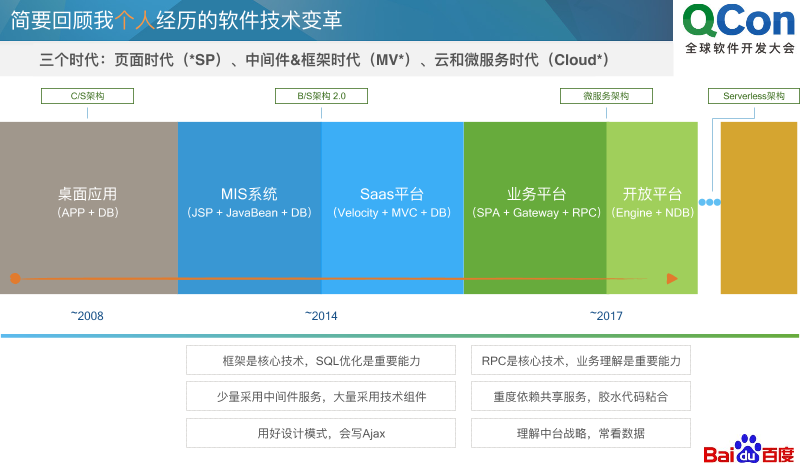 简要回顾我个人经历的软件技术变革
QCon
全球软件开发大会
三个时代：页面时代（*SP）、中间件&框架时代（MV*）、云和微服务时代（Cloud*）
C/S架构
B/S架构 2.0
微服务架构
Serverless架构
桌面应用
（APP + DB）
MIS系统
（JSP + JavaBean + DB）
Saas平台
（Velocity + MVC + DB）
业务平台
（SPA + Gateway + RPC）
开放平台
（Engine + NDB）
~2008
~2014
~2017
框架是核心技术，SQL优化是重要能力
RPC是核心技术，业务理解是重要能力
少量采用中间件服务，大量采用技术组件
重度依赖共享服务，胶水代码粘合
用好设计模式，会写Ajax
理解中台战略，常看数据
Bai du 百度